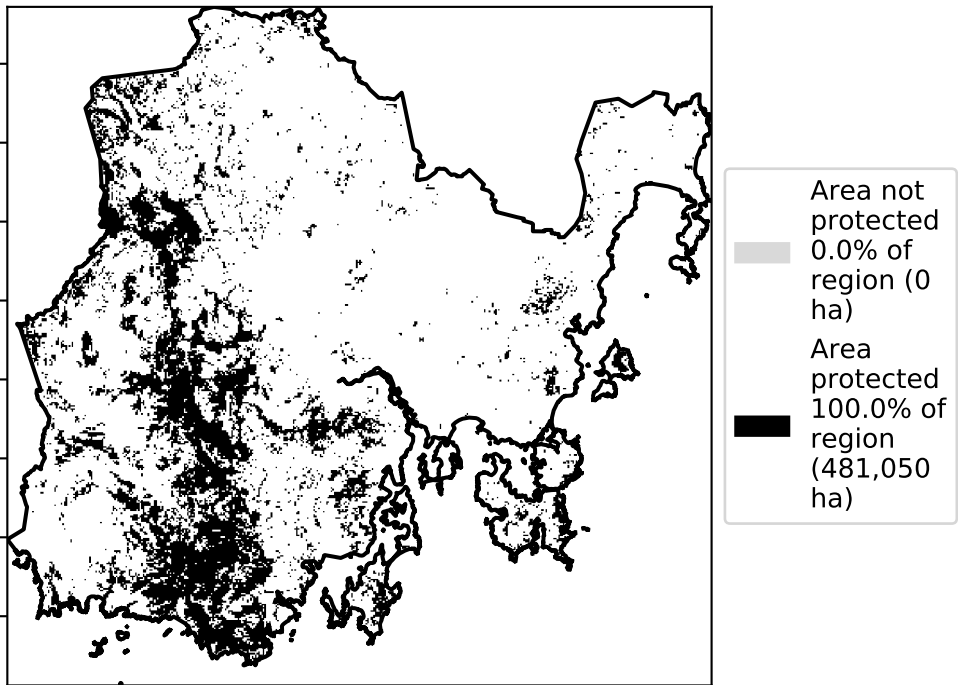 Area not
protected
0.0% of
region (0
ha)
Area
protected
100.0% of
region
(481,050
ha)